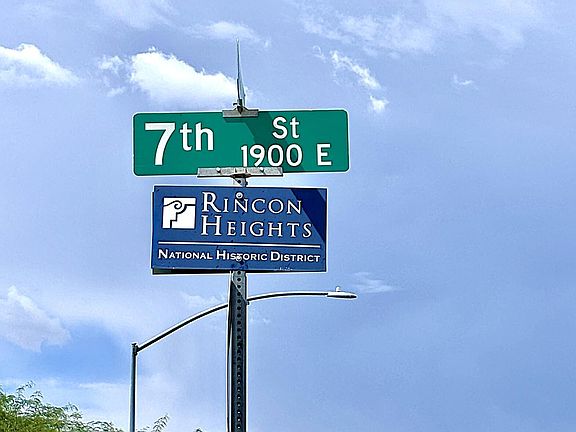 7th St
1900 E
RINCON
HEIGHTS
NATIONAL HISTORIC DISTRICT